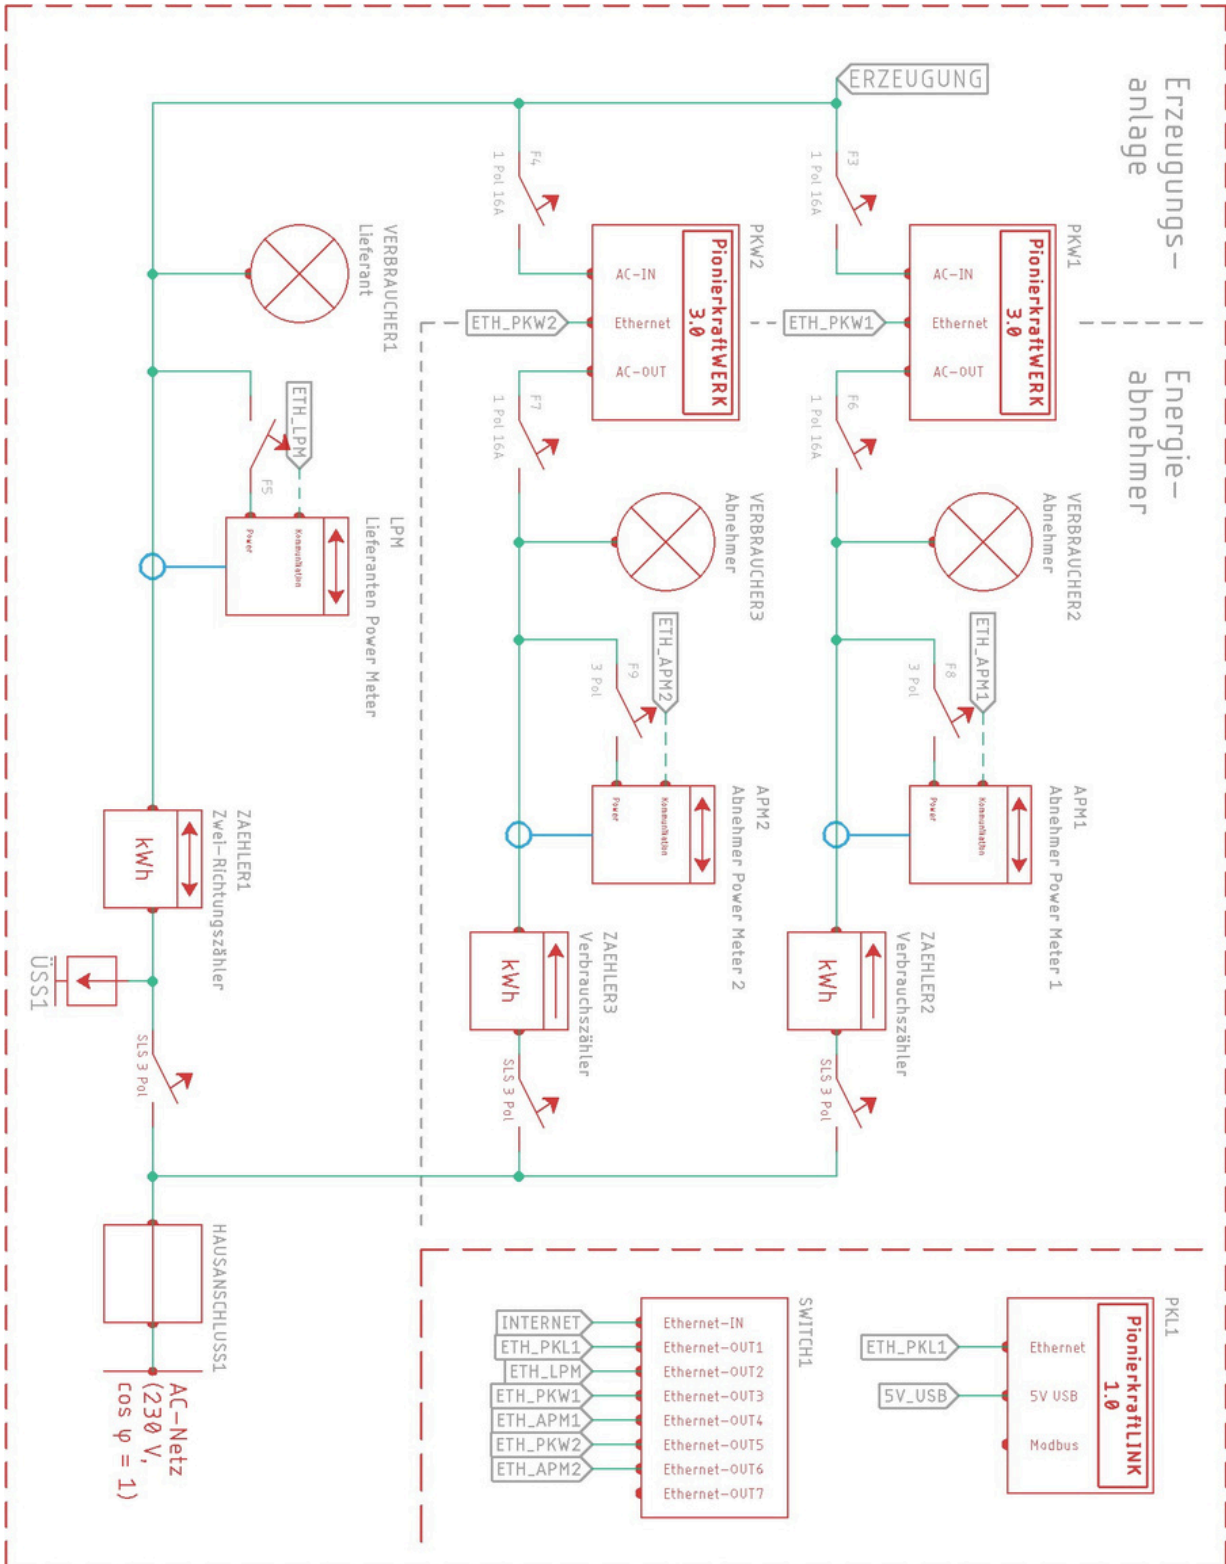 Erzeugungs-
anlage
Energie-
abnehmer
ERZEUGUNG
F3
1 Pol 16A
PKW1
PionierkraftWERK
3.0
AC-IN
Ethernet
AC-OUT
ETH_PKW1
F6
1 Pol 16A
VERBRAUCHER2
Abnehmer
ETH_APM1
F8
3 Pol
APM1
Abnehmer Power Meter 1
Kommunikation
Power
ZAEHLER2
Verbrauchszähler
kWh
SLS 3 Pol
F4
1 Pol 16A
PKW2
PionierkraftWERK
3.0
AC-IN
Ethernet
AC-OUT
ETH_PKW2
F7
1 Pol 16A
VERBRAUCHER3
Abnehmer
ETH_APM2
F9
3 Pol
APM2
Abnehmer Power Meter 2
Kommunikation
Power
ZAEHLER3
Verbrauchszähler
kWh
SLS 3 Pol
VERBRAUCHER1
Lieferant
ETH_LPM
F5
LPM
Lieferanten Power Meter
Kommunikation
Power
ZAEHLER1
Zwei-Richtungszähler
kWh
ÜSS1
SLS 3 Pol
HAUSANSCHLUSS1
AC-Netz
(230 V,
cos φ = 1)
PKL1
PionierkraftLINK
1.0
Ethernet
5V USB
Modbus
ETH_PKL1
5V_USB
SWITCH1
INTERNET
Ethernet-IN
ETH_PKL1
Ethernet-OUT1
ETH_LPM
Ethernet-OUT2
ETH_PKW1
Ethernet-OUT3
ETH_APM1
Ethernet-OUT4
ETH_PKW2
Ethernet-OUT5
ETH_APM2
Ethernet-OUT6
Ethernet-OUT7